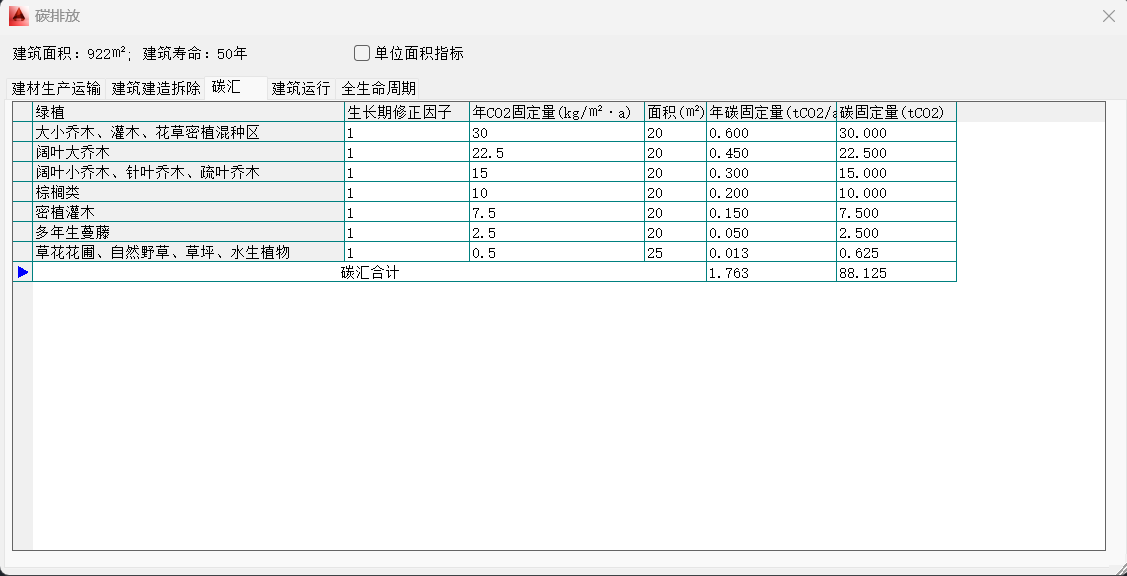 碳排放
建筑面积：922㎡; 建筑寿命：50年 单位面积指标
建材生产运输 建筑建造拆除 碳汇 建筑运行 全生命周期
绿植 生长期修正因子 年CO2固定量(kg/㎡·a) 面积(㎡) 年碳固定量(tCO2/a 碳固定量(tCO2)
大小乔木、灌木、花草密植混种区 1 30 20 0.600 30.000
阔叶大乔木 1 22.5 20 0.450 22.500
阔叶小乔木、针叶乔木、疏叶乔木 1 15 20 0.300 15.000
棕榈类 1 10 20 0.200 10.000
密植灌木 1 7.5 20 0.150 7.500
多年生蔓藤 1 2.5 20 0.050 2.500
草花花圃、自然野草、草坪、水生植物 1 0.5 25 0.013 0.625
碳汇合计 1.763 88.125